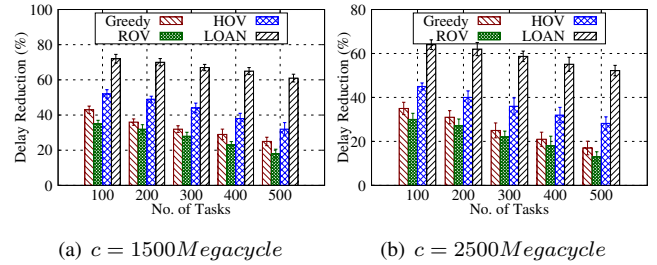 Greedy HOV
ROV LOAN
Delay Reduction (%)
100
80
60
40
20
0
100 200 300 400 500
No. of Tasks
(a) c = 1500Megacycle
Greedy HOV
ROV LOAN
Delay Reduction (%)
80
60
40
20
0
100 200 300 400 500
No. of Tasks
(b) c = 2500Megacycle